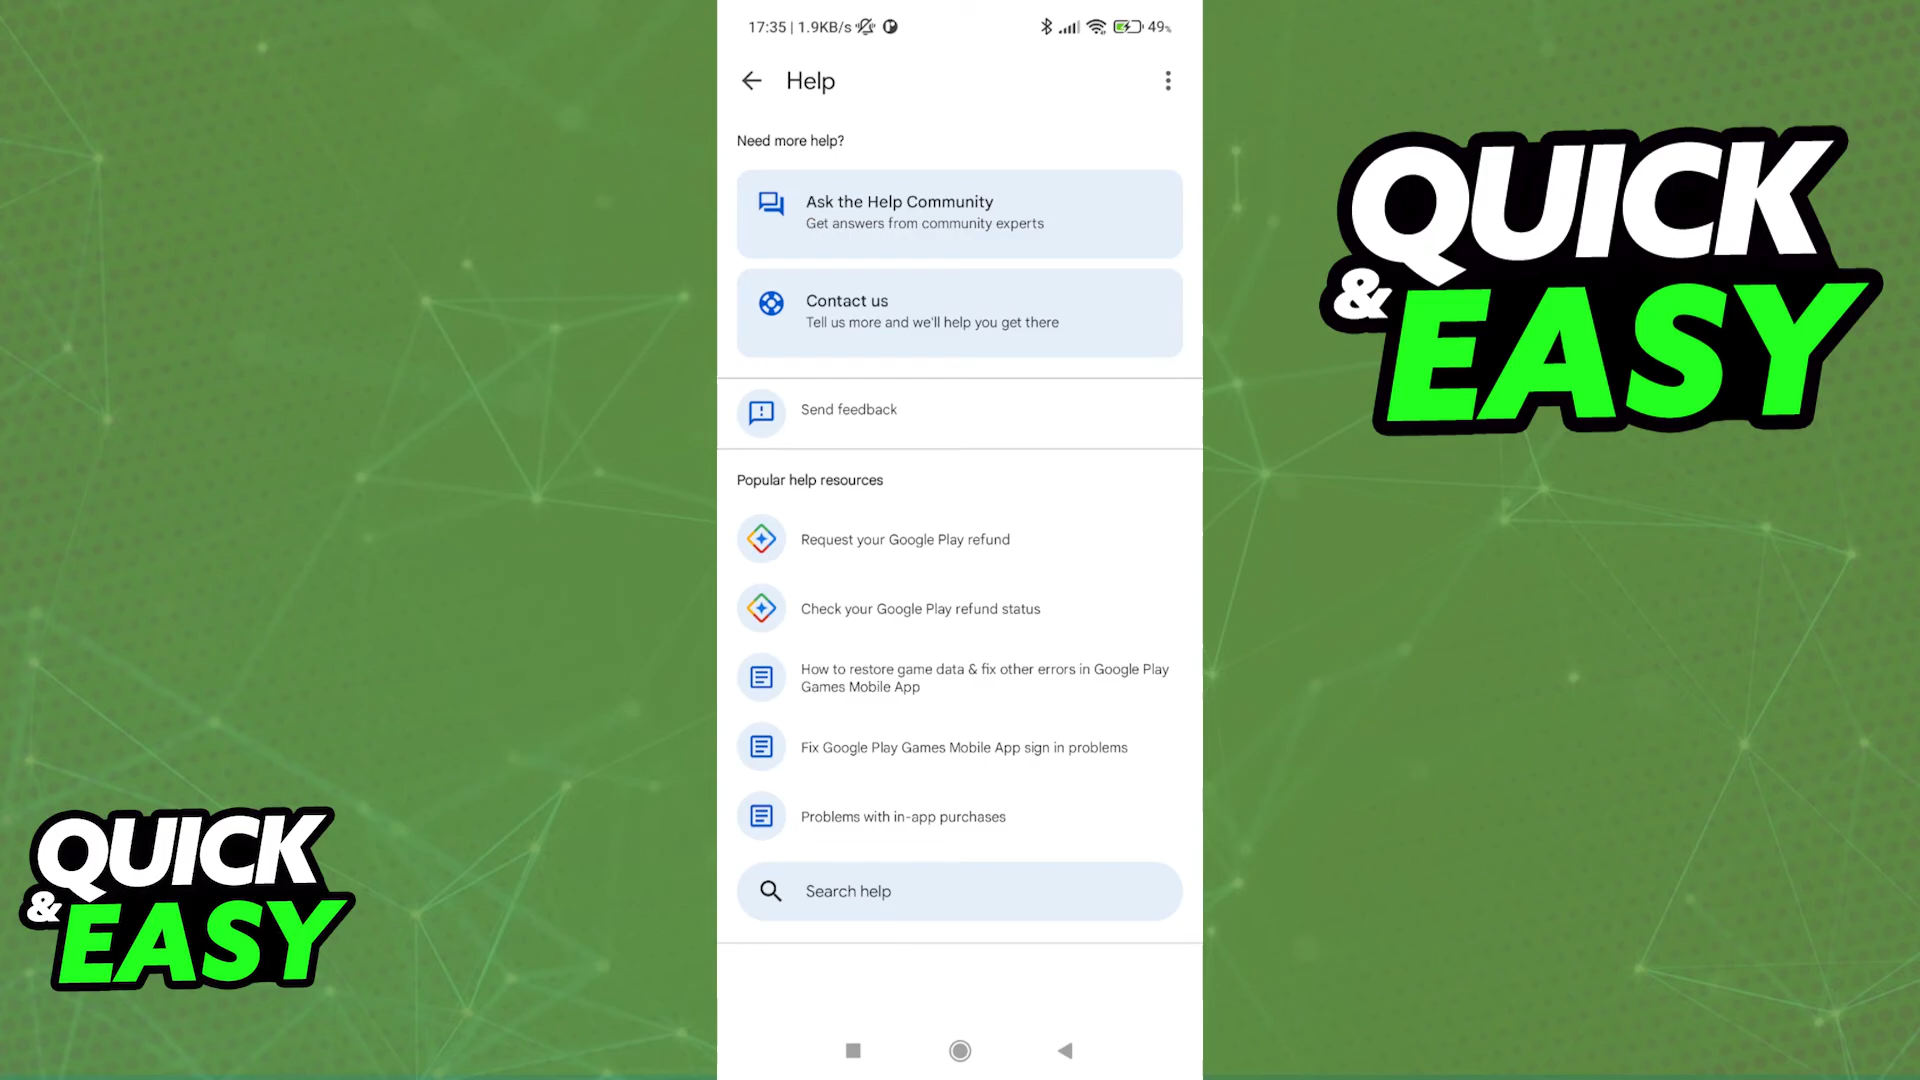 17:35 | 1.9KB/s
49%
Help
Need more help?
Ask the Help Community
Get answers from community experts
Contact us
Tell us more and we'll help you get there
Send feedback
Popular help resources
Request your Google Play refund
Check your Google Play refund status
How to restore game data & fix other errors in Google Play
Games Mobile App
Fix Google Play Games Mobile App sign in problems
Problems with in-app purchases
Search help
QUICK
& EASY
QUICK
& EASY